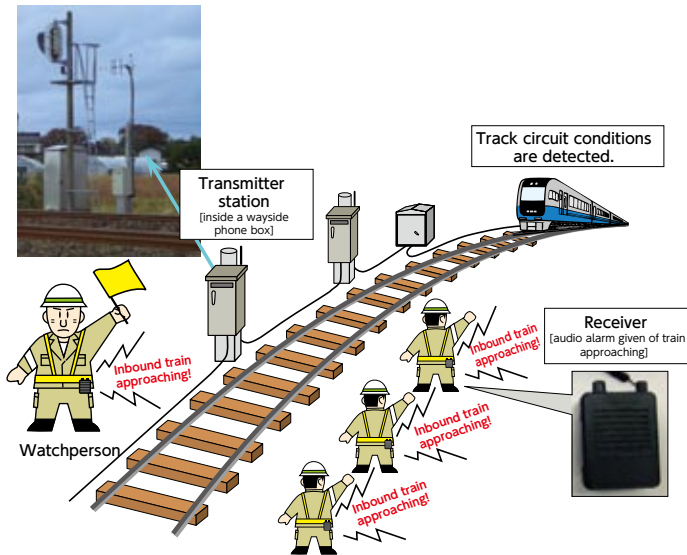 Track circuit conditions
are detected.
Transmitter
station
[inside a wayside
phone box]
Receiver
[audio alarm given of train
approaching]
Inbound train
approaching!
Inbound train
approaching!
Inbound train
approaching!
Inbound train
approaching!
Watchperson